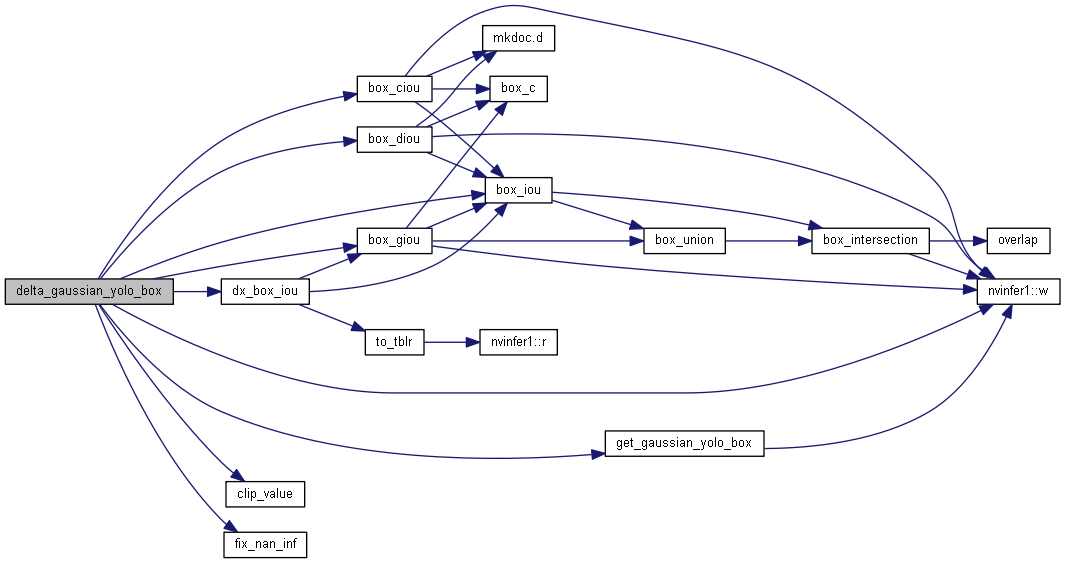 mkdoc.d
box_ciou
box_c
box_diou
box_iou
box_giou
box_union
box_intersection
overlap
delta_gaussian_yolo_box
dx_box_iou
nvinfer1::w
to_tblr
nvinfer1::r
get_gaussian_yolo_box
clip_value
fix_nan_inf